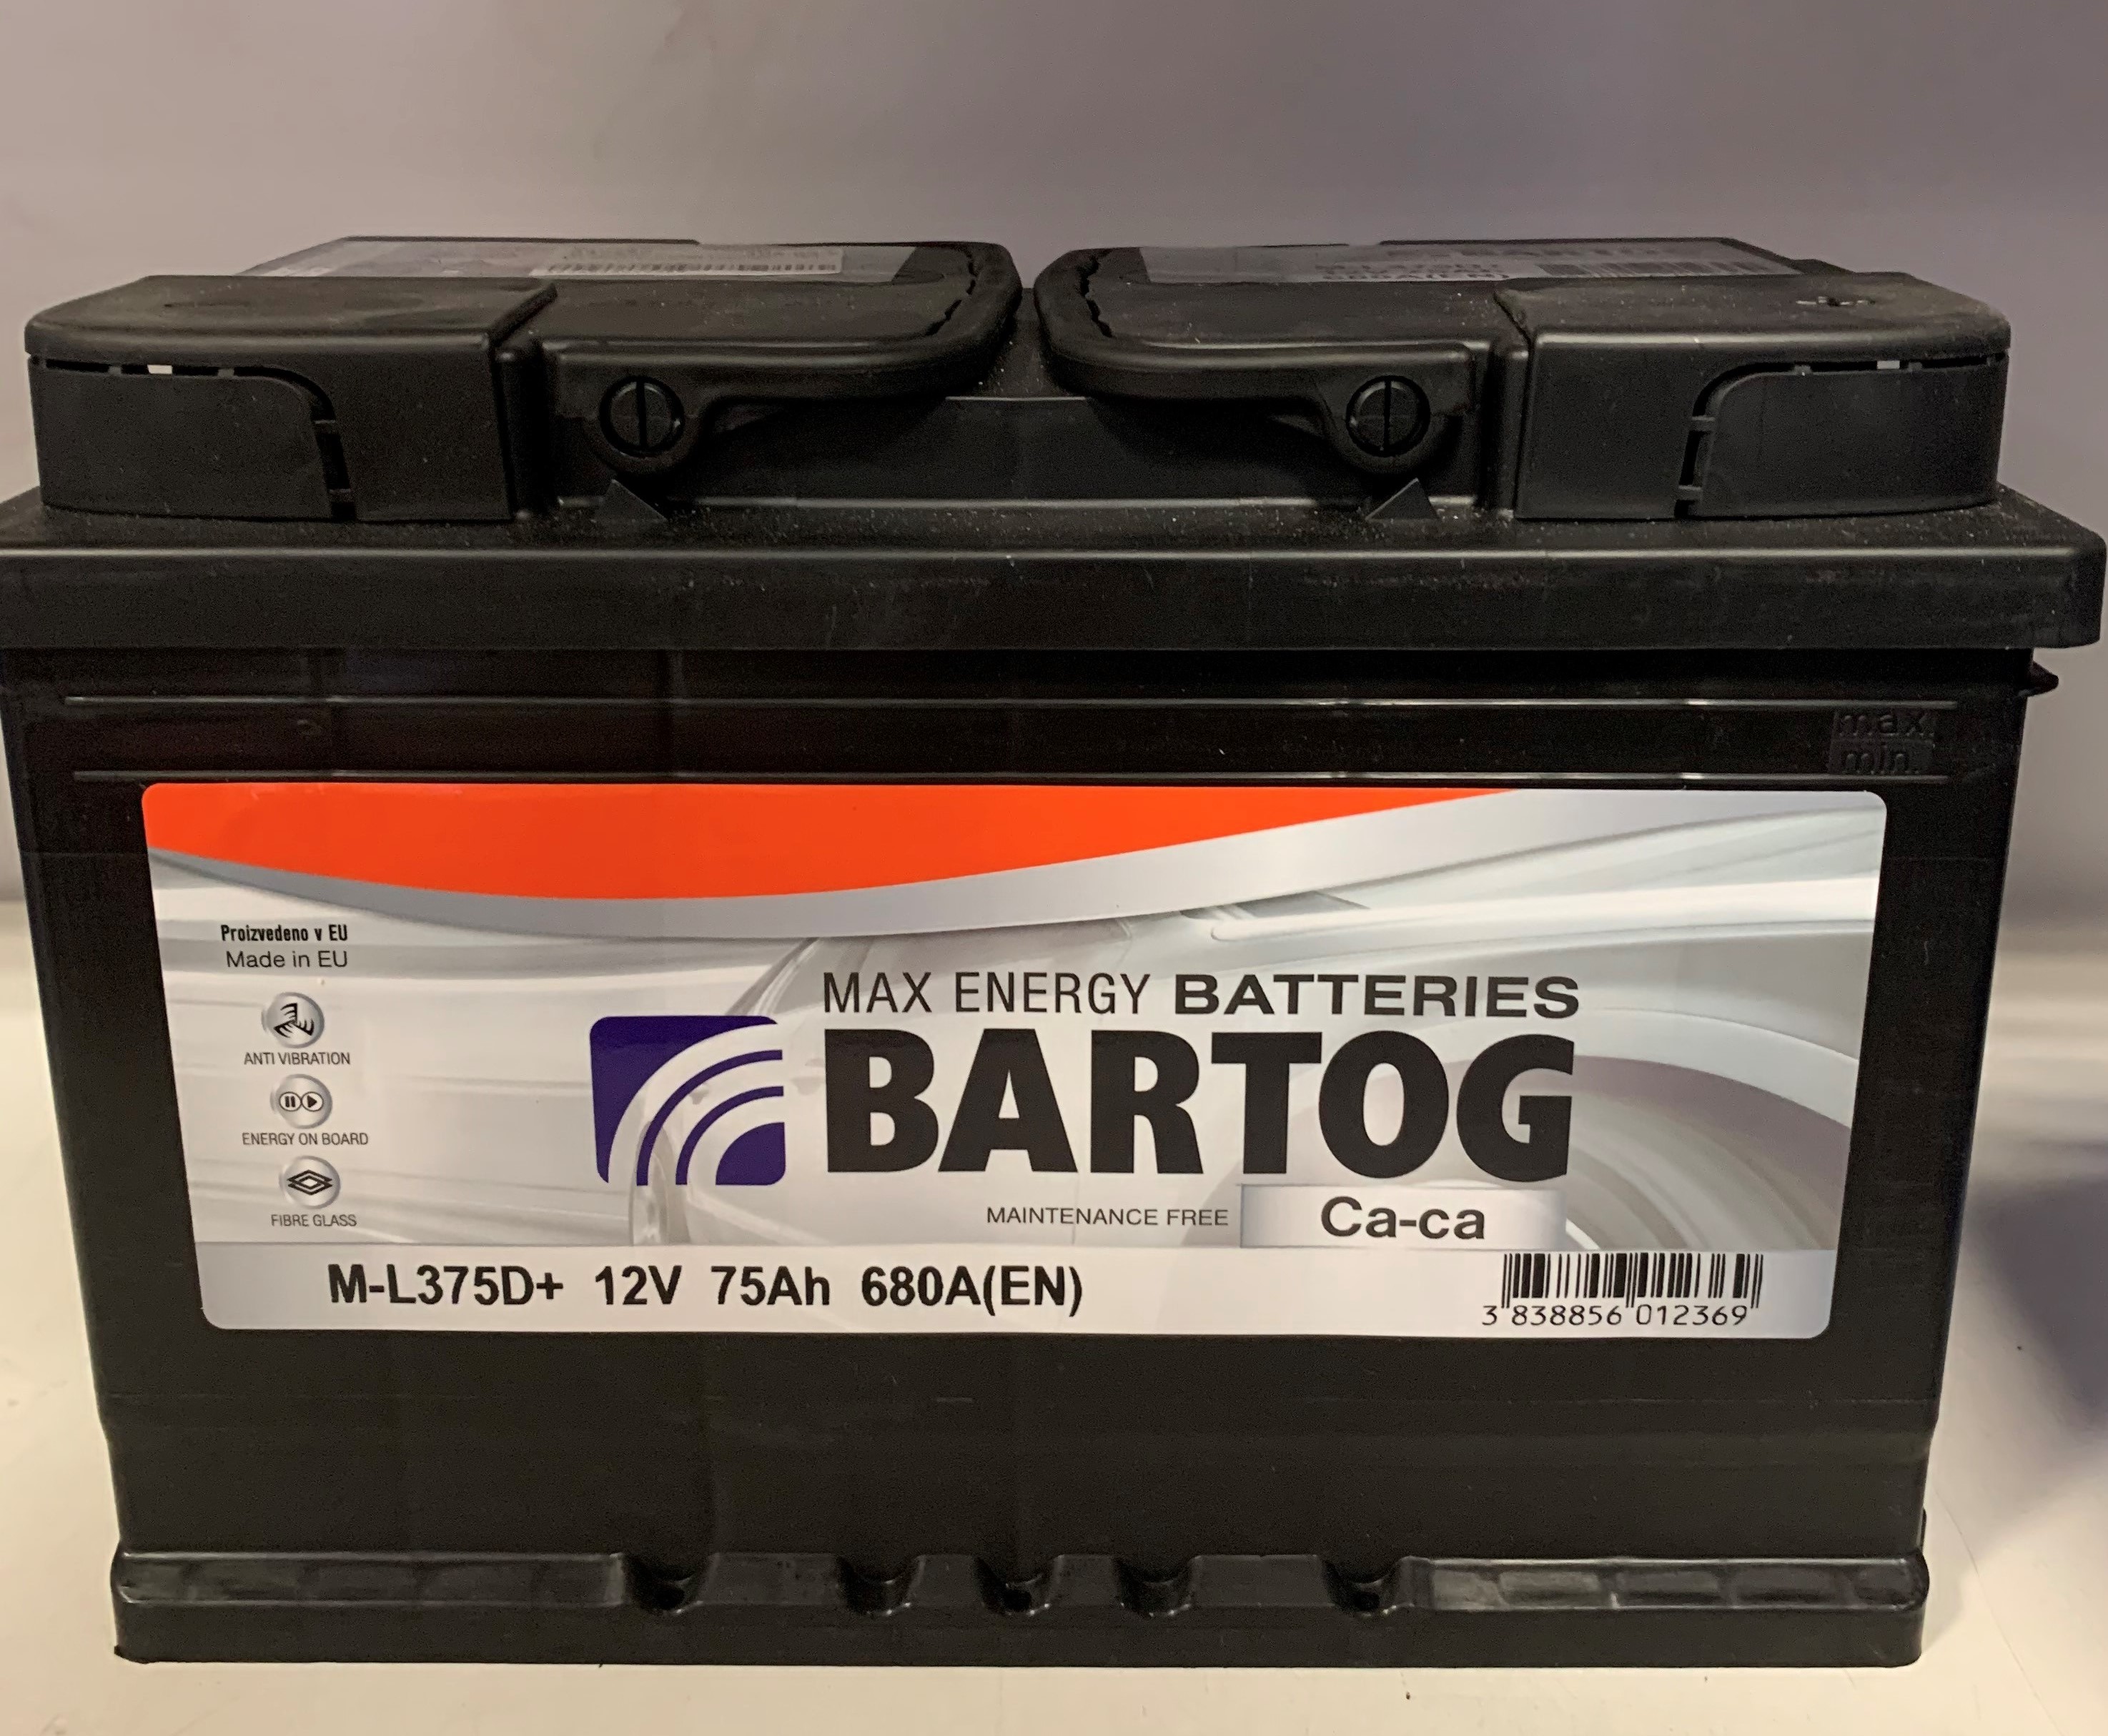 max.
min.
Proizvedeno v EU
Made in EU
ANTI VIBRATION
ENERGY ON BOARD
FIBRE GLASS
MAX ENERGY BATTERIES
BARTOG
MAINTENANCE FREE
Ca-ca
M-L375D+ 12V 75Ah 680A(EN)
3 838856 012369